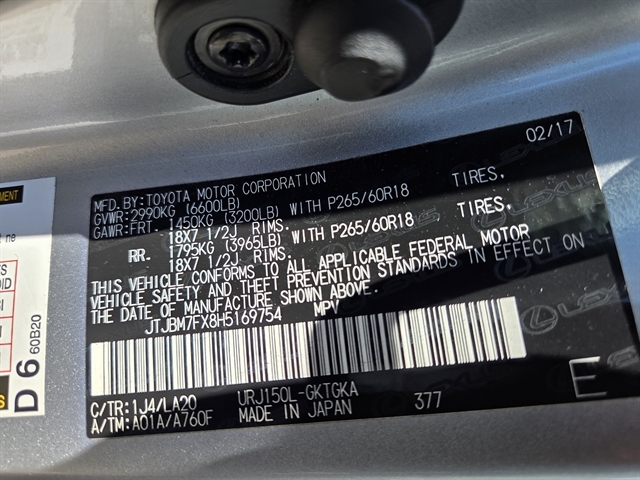 02/17
MFD. BY: TOYOTA MOTOR CORPORATION
GVWR: 2990KG (6600LB)
GAWR: FRT. 1450KG (3200LB) WITH P265/60R18 TIRES.
18X7 1/2J RIMS.
RR. 1795KG (3965LB) WITH P265/60R18 TIRES.
18X7 1/2J RIMS.
THIS VEHICLE CONFORMS TO ALL APPLICABLE FEDERAL MOTOR
VEHICLE SAFETY AND THEFT PREVENTION STANDARDS IN EFFECT ON
THE DATE OF MANUFACTURE SHOWN ABOVE.
JTJBM7FX8H5169754 MPV
C/TR: 1J4/LA20 URJ150L-GKTGKA
A/TM: A01A/A760F MADE IN JAPAN 377
E
LEXUS
D6
60B20